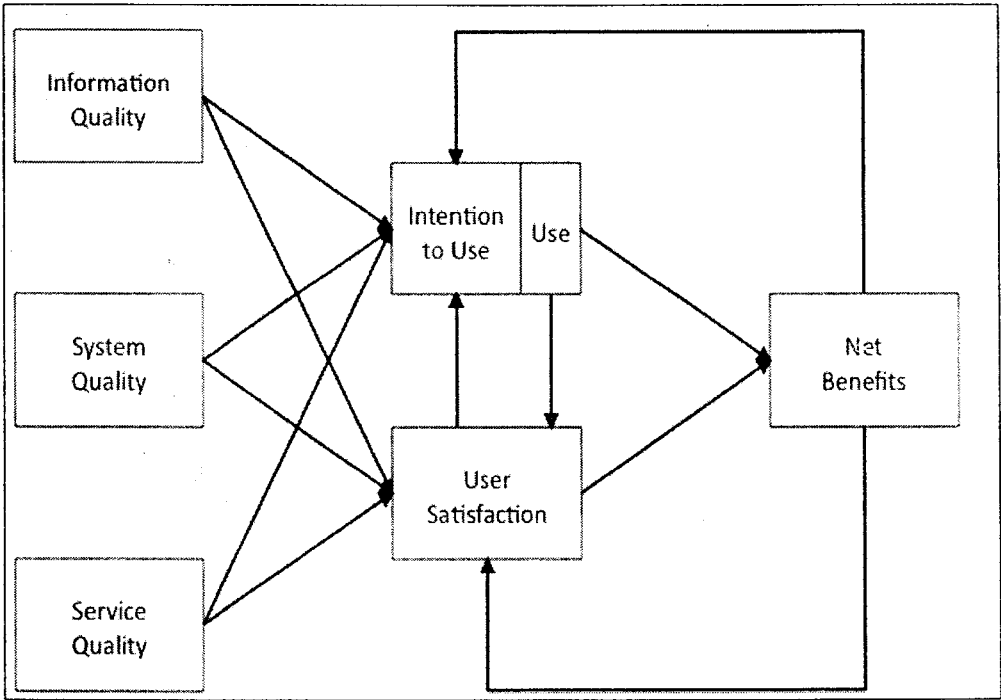 Information
Quality
Intention
to Use
Use
System
Quality
Net
Benefits
User
Satisfaction
Service
Quality